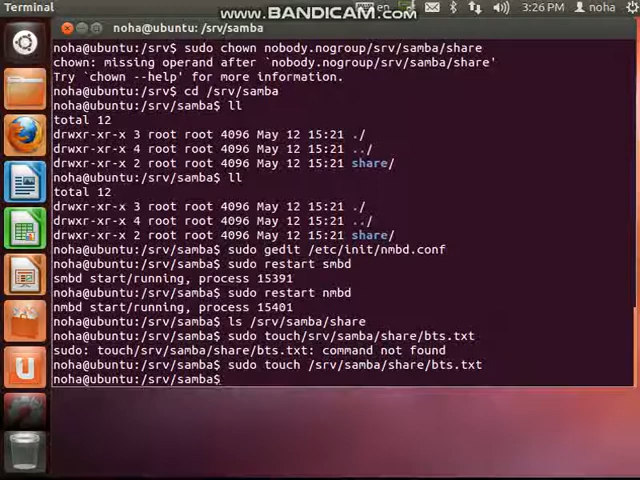 Terminal
www.BANDICAM.com
en
3:26 PM
noha
noha@ubuntu: /srv/samba
noha@ubuntu:/srv$ sudo chown nobody.nogroup/srv/samba/share
chown: missing operand after `nobody.nogroup/srv/samba/share'
Try `chown --help' for more information.
noha@ubuntu:/srv$ cd /srv/samba
noha@ubuntu:/srv/samba$ ll
total 12
drwxr-xr-x 3 root root 4096 May 12 15:21 ./
drwxr-xr-x 4 root root 4096 May 12 15:21 ../
drwxr-xr-x 2 root root 4096 May 12 15:21 share/
noha@ubuntu:/srv/samba$ ll
total 12
drwxr-xr-x 3 root root 4096 May 12 15:21 ./
drwxr-xr-x 4 root root 4096 May 12 15:21 ../
drwxr-xr-x 2 root root 4096 May 12 15:21 share/
noha@ubuntu:/srv/samba$ sudo gedit /etc/init/nmbd.conf
noha@ubuntu:/srv/samba$ sudo restart smbd
smbd start/running, process 15391
noha@ubuntu:/srv/samba$ sudo restart nmbd
nmbd start/running, process 15401
noha@ubuntu:/srv/samba$ ls /srv/samba/share
noha@ubuntu:/srv/samba$ sudo touch/srv/samba/share/bts.txt
sudo: touch/srv/samba/share/bts.txt: command not found
noha@ubuntu:/srv/samba$ sudo touch /srv/samba/share/bts.txt
noha@ubuntu:/srv/samba$